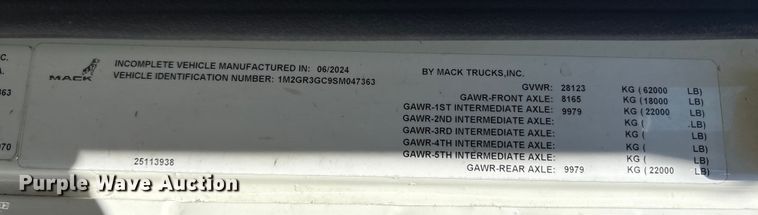 C.
A.
363
970
MACK
INCOMPLETE VEHICLE MANUFACTURED IN: 06/2024
VEHICLE IDENTIFICATION NUMBER: 1M2GR3GC9SM047363
BY MACK TRUCKS,INC.
GVWR: 28123 KG ( 62000 LB)
GAWR-FRONT AXLE: 8165 KG ( 18000 LB)
GAWR-1ST INTERMEDIATE AXLE: 9979 KG ( 22000 LB)
GAWR-2ND INTERMEDIATE AXLE: KG ( LB)
GAWR-3RD INTERMEDIATE AXLE: KG ( LB)
GAWR-4TH INTERMEDIATE AXLE: KG ( LB)
GAWR-5TH INTERMEDIATE AXLE: KG ( LB)
GAWR-REAR AXLE: 9979 KG ( 22000 LB)
25113938
Purple Wave Auction